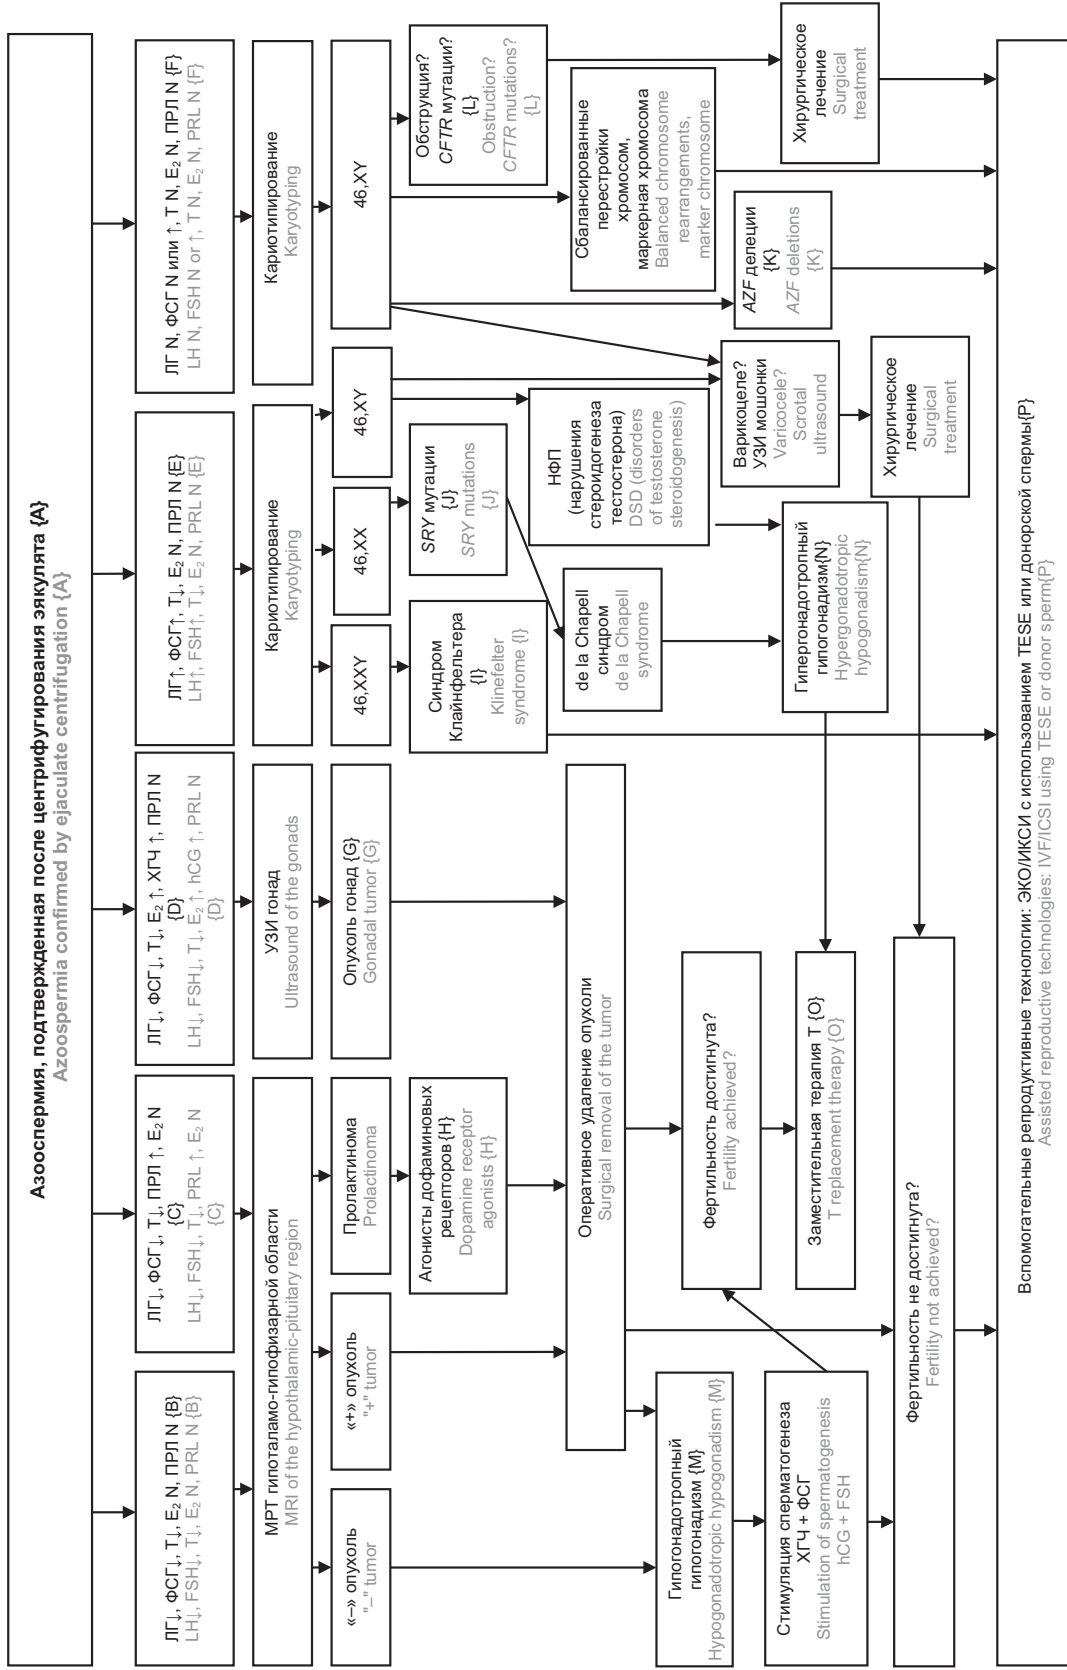 Азооспермия, подтвержденная после центрифугирования эякулята {A}
Azoospermia confirmed by ejaculate centrifugation {A}
ЛГ↓, ФСГ↓, Т↓, E₂ N, ПРЛ N {B}
LH↓, FSH↓, T↓, E₂ N, PRL N {B}
ЛГ↓, ФСГ↓, Т↓, ПРЛ ↑, E₂ N
{C}
LH↓, FSH↓, T↓, PRL ↑, E₂ N
{C}
ЛГ↓, ФСГ↓, Т↓, E₂ ↑, ХГЧ ↑, ПРЛ N
{D}
LH↓, FSH↓, T↓, E₂ ↑, hCG ↑, PRL N
{D}
ЛГ↑, ФСГ↑, Т↓, E₂ N, ПРЛ N {E}
LH↑, FSH↑, T↓, E₂ N, PRL N {E}
ЛГ N, ФСГ N или ↑, Т N, E₂ N, ПРЛ N {F}
LH N, FSH N or ↑, T N, E₂ N, PRL N {F}
МРТ гипоталамо-гипофизарной области
MRI of the hypothalamic-pituitary region
УЗИ гонад
Ultrasound of the gonads
Кариотипирование
Karyotyping
Кариотипирование
Karyotyping
«–» опухоль
"–" tumor
«+» опухоль
"+" tumor
Пролактинома
Prolactinoma
Опухоль гонад {G}
Gonadal tumor {G}
46,XXY
46,XX
46,XY
46,XY
Агонисты дофаминовых
рецепторов {H}
Dopamine receptor
agonists {H}
Синдром
Клайнфельтера
{I}
Klinefelter
syndrome {I}
SRY мутации
{J}
SRY mutations
{J}
Обструкция?
CFTR мутации?
{L}
Obstruction?
CFTR mutations?
{L}
НФП
(нарушения
стероидогенеза
тестостерона)
DSD (disorders
of testosterone
steroidogenesis)
Сбалансированные
перестройки
хромосом,
маркерная хромосома
Balanced chromosome
rearrangements,
marker chromosome
Оперативное удаление опухоли
Surgical removal of the tumor
de la Chapell
синдром
de la Chapell
syndrome
Гипогонадотропный
гипогонадизм {M}
Hypogonadotropic hypogonadism {M}
Фертильность достигнута?
Fertility achieved?
Варикоцеле?
УЗИ мошонки
Varicocele?
Scrotal
ultrasound
AZF делеции
{K}
AZF deletions
{K}
Стимуляция сперматогенеза
ХГЧ + ФСГ
Stimulation of spermatogenesis
hCG + FSH
Заместительная терапия Т {O}
T replacement therapy {O}
Гипергонадотропный
гипогонадизм{N}
Hypergonadotropic
hypogonadism{N}
Хирургическое
лечение
Surgical
treatment
Хирургическое
лечение
Surgical
treatment
Фертильность не достигнута?
Fertility not achieved?
Вспомогательные репродуктивные технологии: ЭКО/ИКСИ с использованием TESE или донорской спермы{P}
Assisted reproductive technologies: IVF/ICSI using TESE or donor sperm{P}